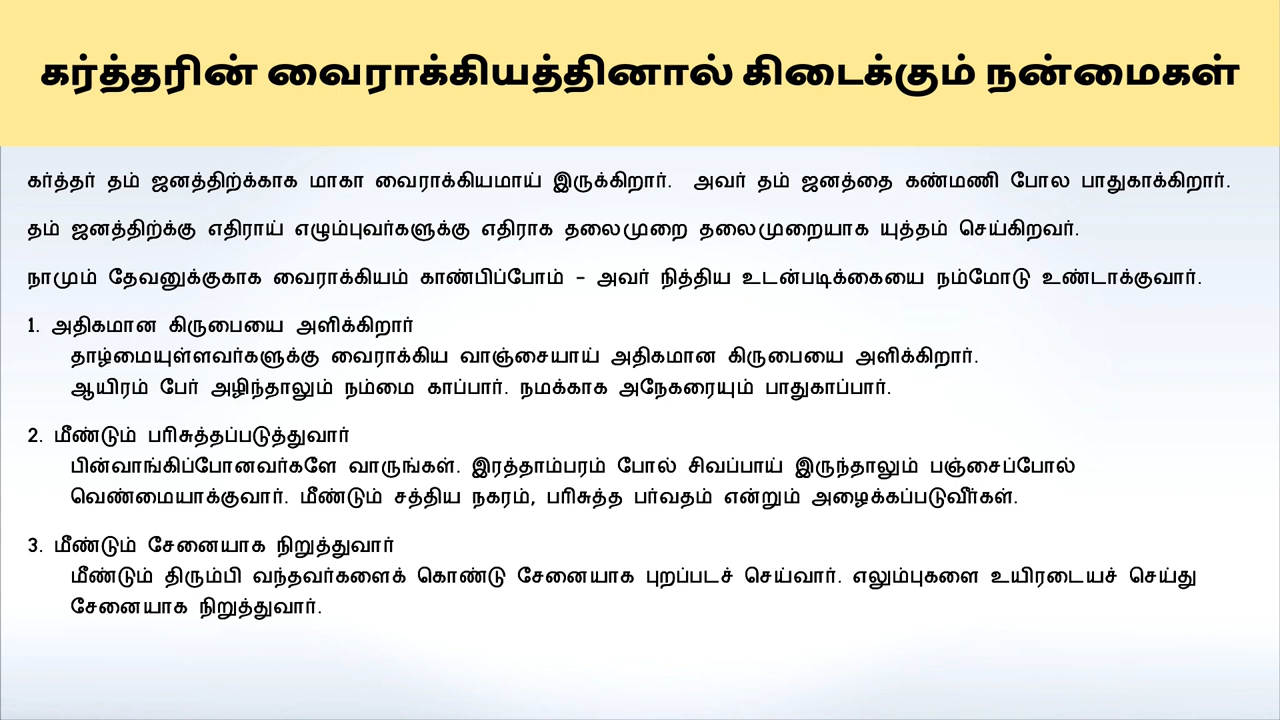 கர்த்தரின் வைராக்கியத்தினால் கிடைக்கும் நன்மைகள்
கர்த்தர் தம் ஜனத்திற்க்காக மாகா வைராக்கியமாய் இருக்கிறார். அவர் தம் ஜனத்தை கண்மணி போல பாதுகாக்கிறார்.
தம் ஜனத்திற்க்கு எதிராய் எழும்புவர்களுக்கு எதிராக தலைமுறை தலைமுறையாக யுத்தம் செய்கிறவர்.
நாமும் தேவனுக்குகாக வைராக்கியம் காண்பிப்போம் - அவர் நித்திய உடன்படிக்கையை நம்மோடு உண்டாக்குவார்.
1. அதிகமான கிருபையை அளிக்கிறார்
தாழ்மையுள்ளவர்களுக்கு வைராக்கிய வாஞ்சையாய் அதிகமான கிருபையை அளிக்கிறார்.
ஆயிரம் பேர் அழிந்தாலும் நம்மை காப்பார். நமக்காக அநேகரையும் பாதுகாப்பார்.
2. மீண்டும் பரிசுத்தப்படுத்துவார்
பின்வாங்கிப்போனவர்களே வாருங்கள். இரத்தாம்பரம் போல் சிவப்பாய் இருந்தாலும் பஞ்சைப்போல்
வெண்மையாக்குவார். மீண்டும் சத்திய நகரம், பரிசுத்த பர்வதம் என்றும் அழைக்கப்படுவீர்கள்.
3. மீண்டும் சேனையாக நிறுத்துவார்
மீண்டும் திரும்பி வந்தவர்களைக் கொண்டு சேனையாக புறப்படச் செய்வார். எலும்புகளை உயிரடையச் செய்து
சேனையாக நிறுத்துவார்.